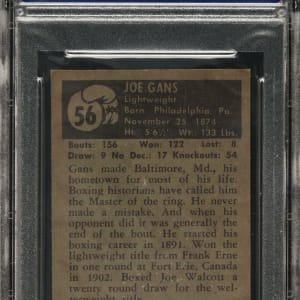 56
JOE GANS
Lightweight
Born Philadelphia, Pa.
November 25, 1874
Ht. 5 6½" Wt. 133 Lbs.
Bouts: 156 Won: 122 Lost: 8
Draw: 9 No Dec.: 17 Knockouts: 54
Gans made Baltimore, Md., his
hometown for most of his life.
Boxing historians have called him
the Master of the ring. He never
made a mistake. And when his
opponent did it was generally the
end of the bout. He started his
boxing career in 1891. Won the
lightweight title from Frank Erne
in one round at Fort Erie, Canada
in 1902. Boxed Joe Walcott a
twenty round draw for the wel-
terweight title.